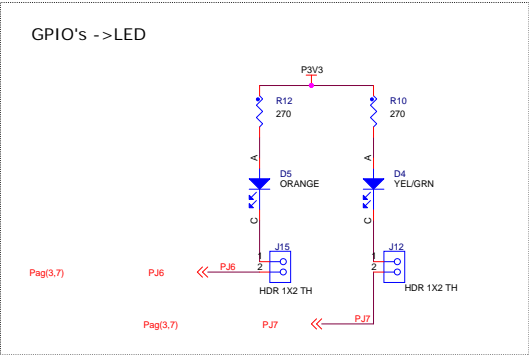 GPIO's ->LED
P3V3
R12
270
R10
270
A
A
D5
ORANGE
D4
YEL/GRN
C
C
J15
J12
1
2
1
2
PJ6
Pag(3,7)
PJ6
HDR 1X2 TH
HDR 1X2 TH
PJ7
Pag(3,7)
PJ7